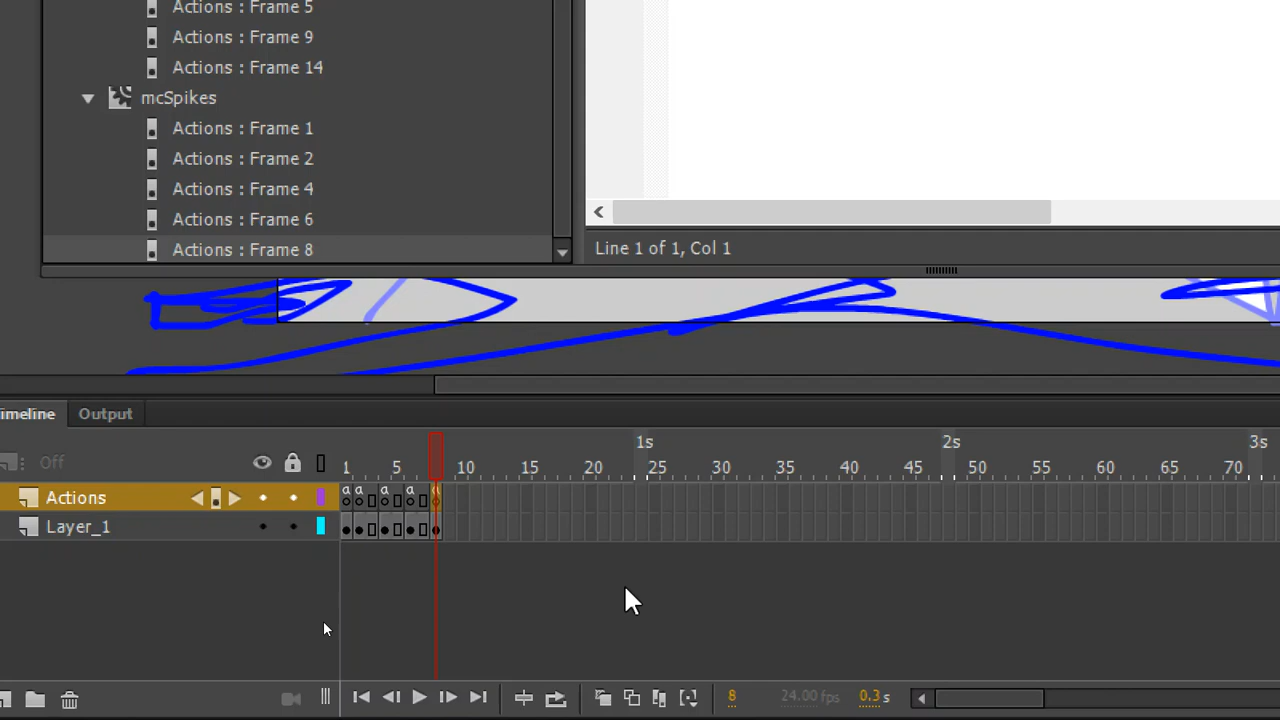 Actions : Frame 5
Actions : Frame 9
Actions : Frame 14
mcSpikes
Actions : Frame 1
Actions : Frame 2
Actions : Frame 4
Actions : Frame 6
Actions : Frame 8
Line 1 of 1, Col 1
imeline Output
1s 2s 3s
Off 1 5 10 15 20 25 30 35 40 45 50 55 60 65 70
Actions a a a a
Layer_1
8 24.00 fps 0.3 s